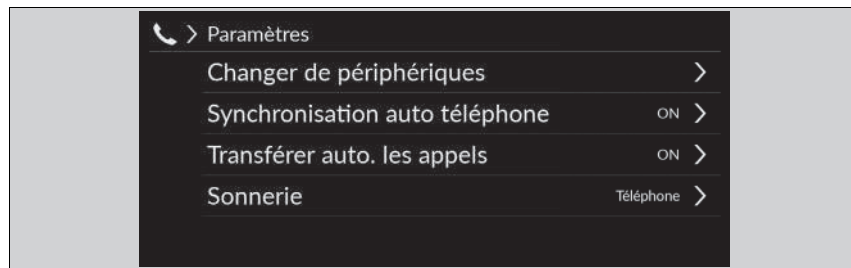 Paramètres
Changer de périphériques
Synchronisation auto téléphone ON
Transférer auto. les appels ON
Sonnerie Téléphone